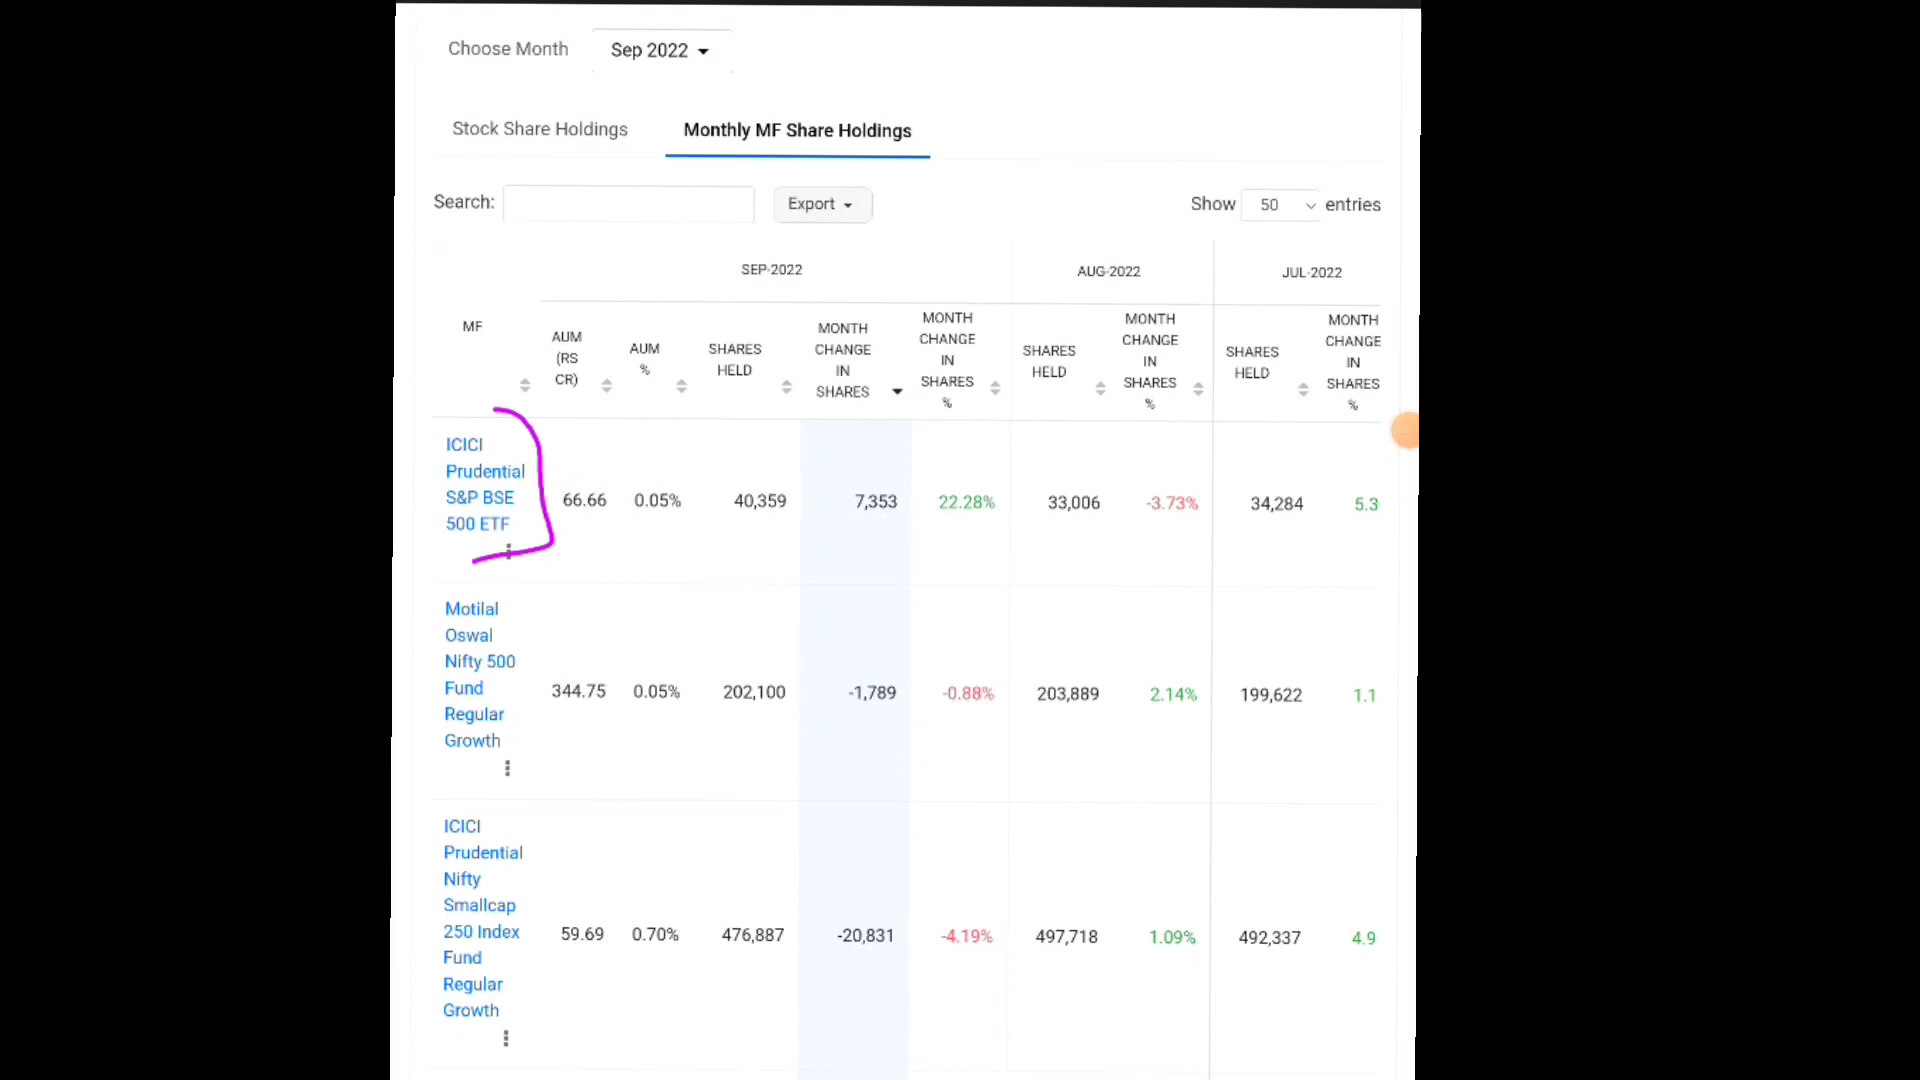 Choose Month Sep 2022
Stock Share Holdings Monthly MF Share Holdings
Search: Export Show 50 entries
SEP-2022 AUG-2022 JUL-2022
MF
AUM
(RS
CR)
AUM
%
SHARES
HELD
MONTH
CHANGE
IN
SHARES
MONTH
CHANGE
IN
SHARES
%
SHARES
HELD
MONTH
CHANGE
IN
SHARES
%
SHARES
HELD
MONTH
CHANGE
IN
SHARES
%
ICICI
Prudential
S&P BSE
500 ETF
66.66 0.05% 40,359 7,353 22.28% 33,006 -3.73% 34,284 5.3
Motilal
Oswal
Nifty 500
Fund
Regular
Growth
344.75 0.05% 202,100 -1,789 -0.88% 203,889 2.14% 199,622 1.1
ICICI
Prudential
Nifty
Smallcap
250 Index
Fund
Regular
Growth
59.69 0.70% 476,887 -20,831 -4.19% 497,718 1.09% 492,337 4.9